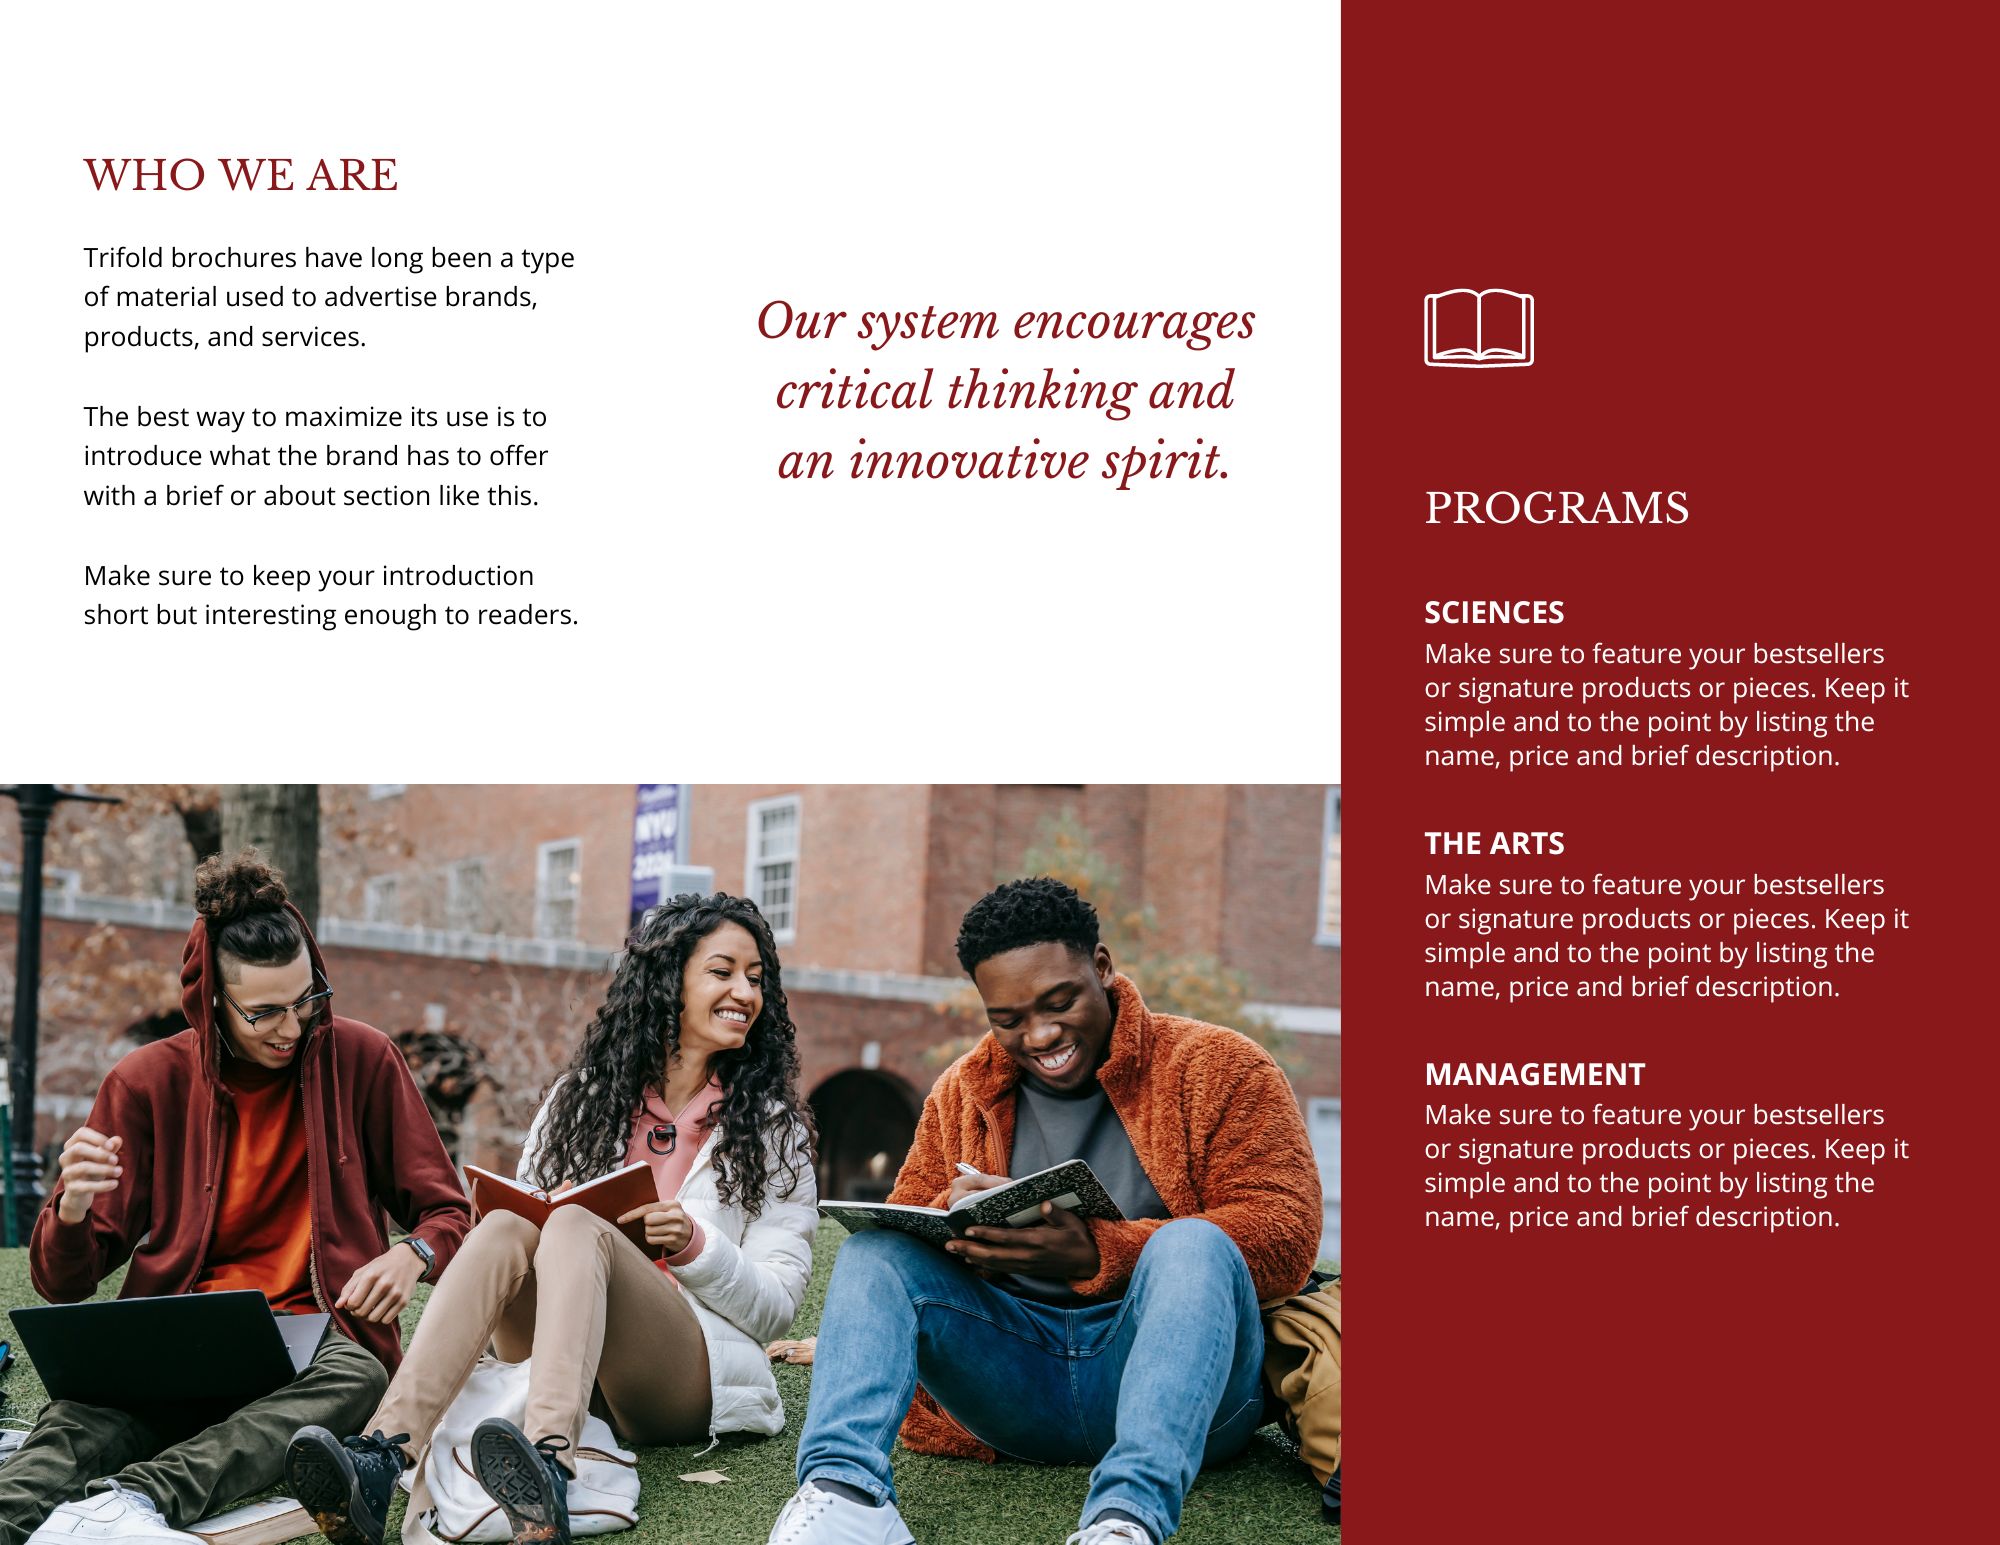 WHO WE ARE
Trifold brochures have long been a type
of material used to advertise brands,
products, and services.
The best way to maximize its use is to
introduce what the brand has to offer
with a brief or about section like this.
Make sure to keep your introduction
short but interesting enough to readers.
Our system encourages
critical thinking and
an innovative spirit.
NYU
PROGRAMS
SCIENCES
Make sure to feature your bestsellers
or signature products or pieces. Keep it
simple and to the point by listing the
name, price and brief description.
THE ARTS
Make sure to feature your bestsellers
or signature products or pieces. Keep it
simple and to the point by listing the
name, price and brief description.
MANAGEMENT
Make sure to feature your bestsellers
or signature products or pieces. Keep it
simple and to the point by listing the
name, price and brief description.